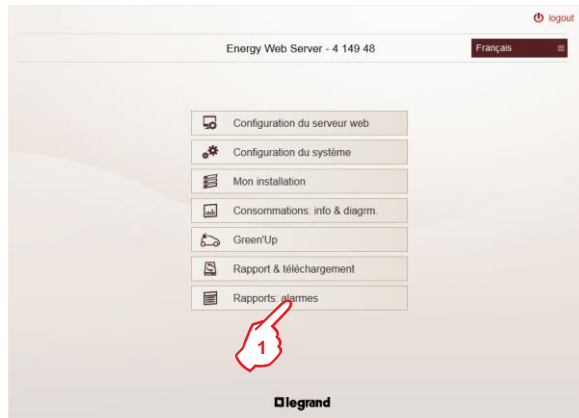 logout
Energy Web Server - 4 149 48
Français
Configuration du serveur web
Configuration du système
Mon installation
Consommations: info & diagrm.
Green'Up
Rapport & téléchargement
Rapports: alarmes
1
legrand